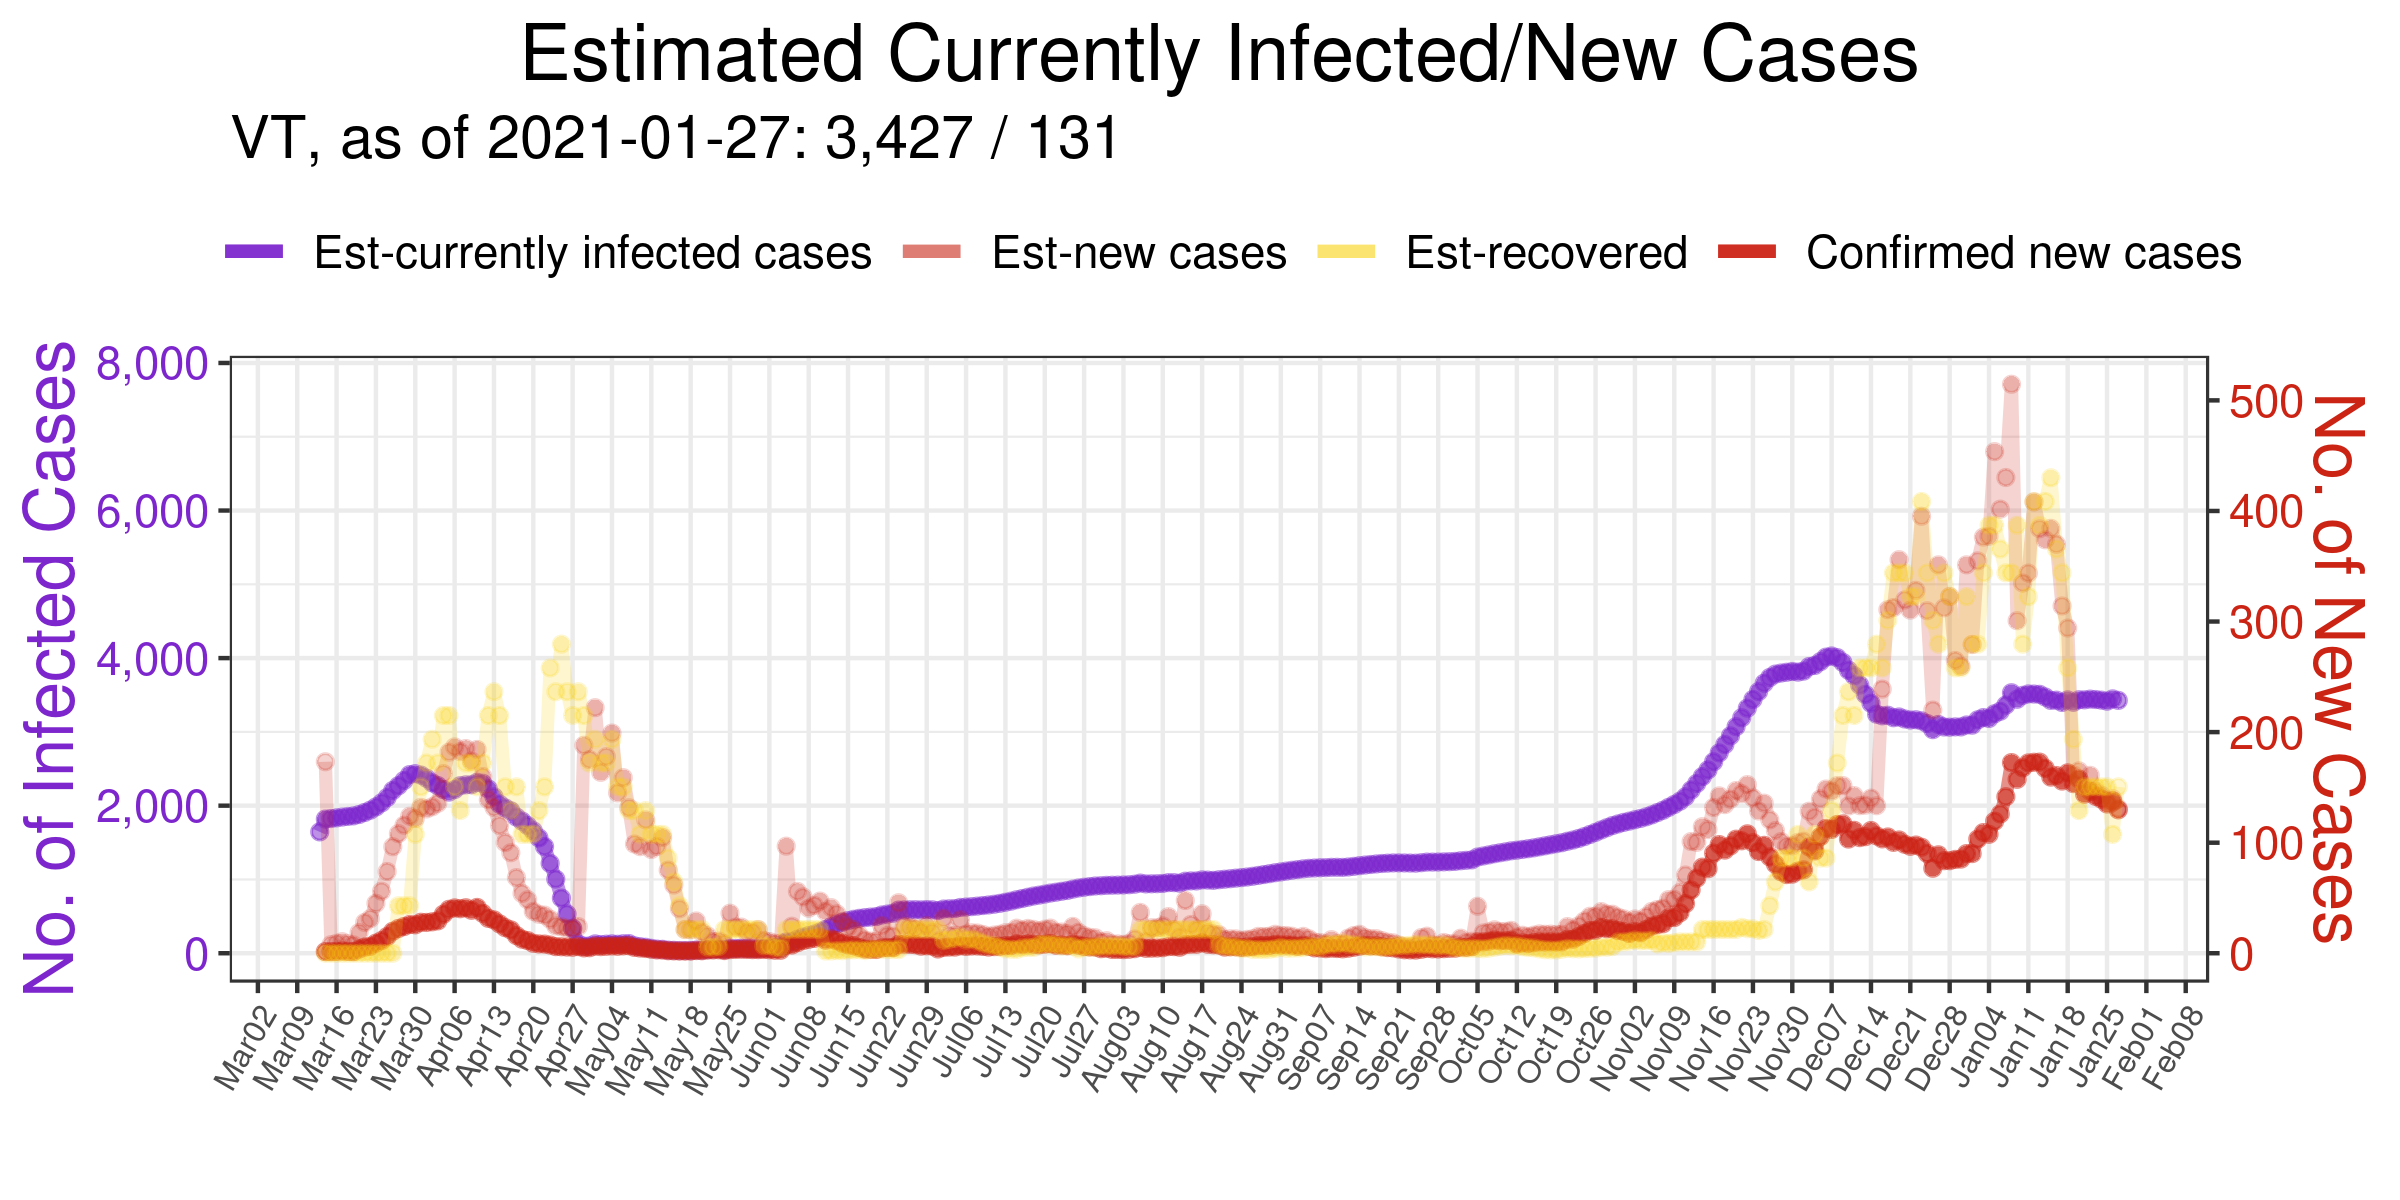 Estimated Currently Infected/New Cases
VT, as of 2021-01-27: 3,427 / 131
Est-currently infected cases
Est-new cases
Est-recovered
Confirmed new cases
No. of Infected Cases
8,000
6,000
4,000
2,000
0
500
400
300
200
100
0
No. of New Cases
Mar02
Mar09
Mar16
Mar23
Mar30
Apr06
Apr13
Apr20
Apr27
May04
May11
May18
May25
Jun01
Jun08
Jun15
Jun22
Jun29
Jul06
Jul13
Jul20
Jul27
Aug03
Aug10
Aug17
Aug24
Aug31
Sep07
Sep14
Sep21
Sep28
Oct05
Oct12
Oct19
Oct26
Nov02
Nov09
Nov16
Nov23
Nov30
Dec07
Dec14
Dec21
Dec28
Jan04
Jan11
Jan18
Jan25
Feb01
Feb08